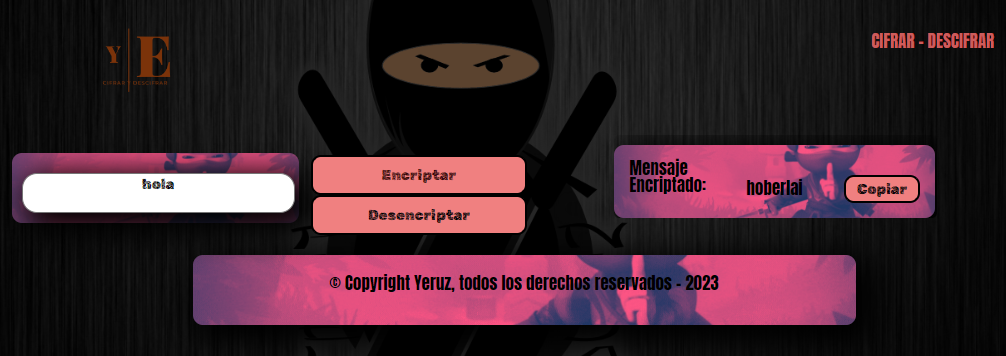 Y E
CIFRAR DESCIFRAR
CIFRAR - DESCIFRAR
hola
Encriptar
Desencriptar
Mensaje
Encriptado:
hoberlai
Copiar
© Copyright Yeruz, todos los derechos reservados - 2023